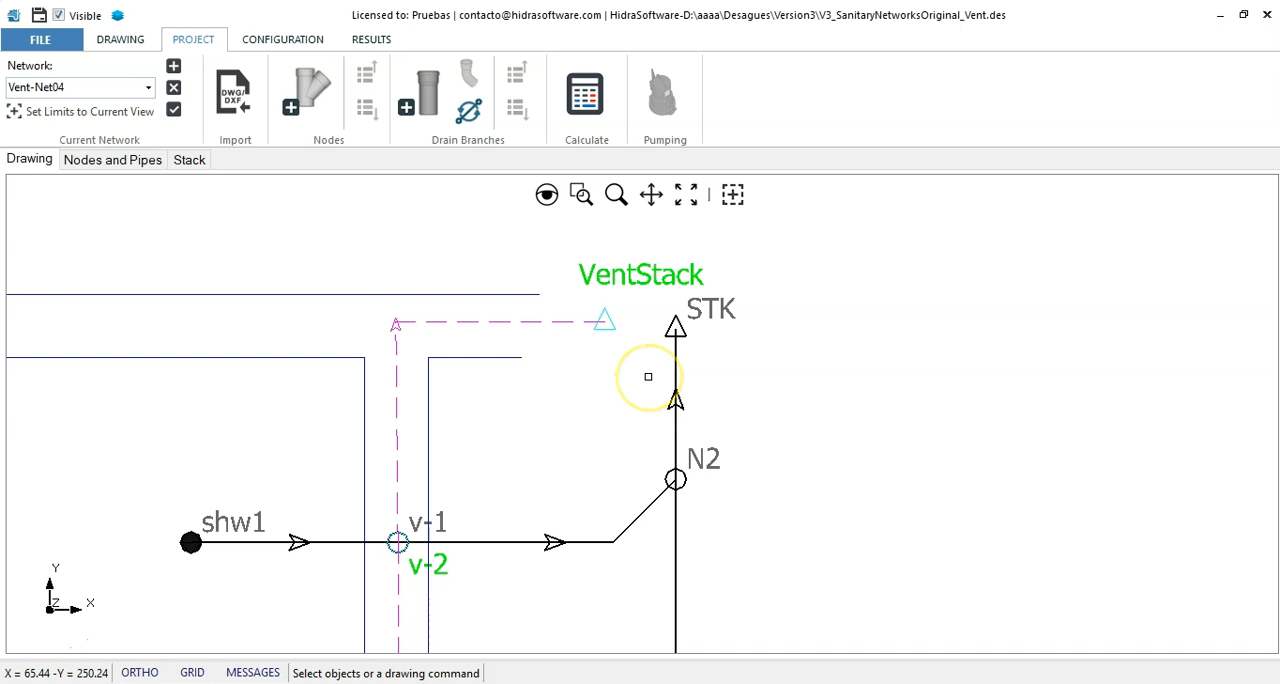 Visible
Licensed to: Pruebas | contacto@hidrasoftware.com | HidraSoftware-D:\aaaa\Desagues\Version3\V3_SanitaryNetworksOriginal_Vent.des
FILE DRAWING PROJECT CONFIGURATION RESULTS
Network:
Vent-Net04
Set Limits to Current View
DWG/
DXF
Current Network Import Nodes Drain Branches Calculate Pumping
Drawing Nodes and Pipes Stack
VentStack
STK
N2
shw1
v-1
v-2
Y
Z
X
X = 65.44 -Y = 250.24 ORTHO GRID MESSAGES Select objects or a drawing command